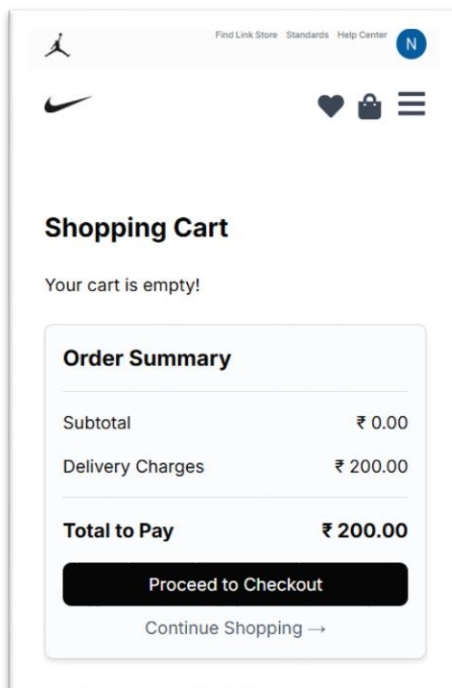 Find Link Store Standards Help Center N
Shopping Cart
Your cart is empty!
Order Summary
Subtotal ₹ 0.00
Delivery Charges ₹ 200.00
Total to Pay ₹ 200.00
Proceed to Checkout
Continue Shopping →